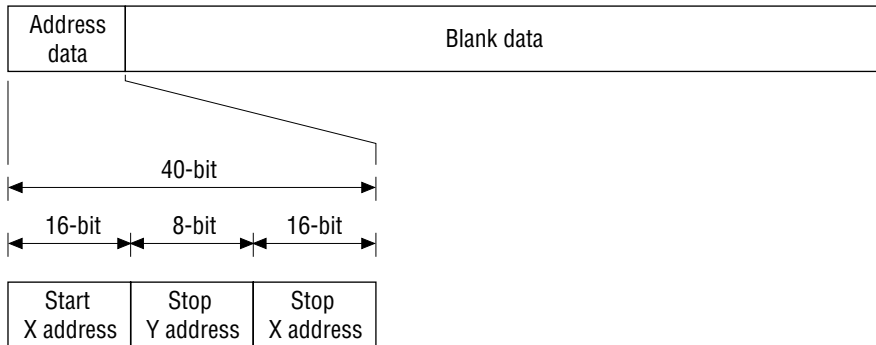 Address
data
Blank data
40-bit
16-bit 8-bit 16-bit
Start
X address
Stop
Y address
Stop
X address